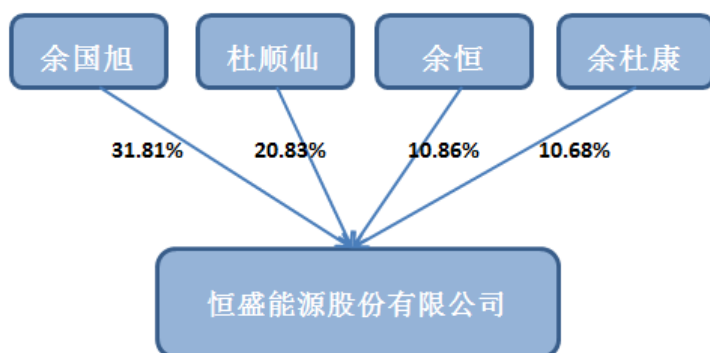 余国旭
杜顺仙
余恒
余杜康
31.81%
20.83%
10.86%
10.68%
恒盛能源股份有限公司